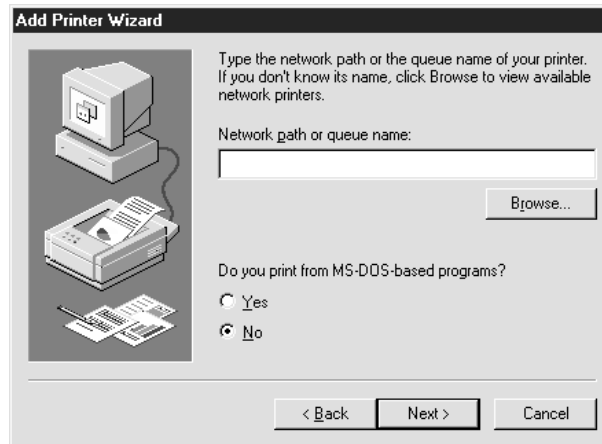 Add Printer Wizard
Type the network path or the queue name of your printer.
If you don't know its name, click Browse to view available
network printers.
Network path or queue name:
Browse...
Do you print from MS-DOS-based programs?
Yes
No
< Back
Next >
Cancel